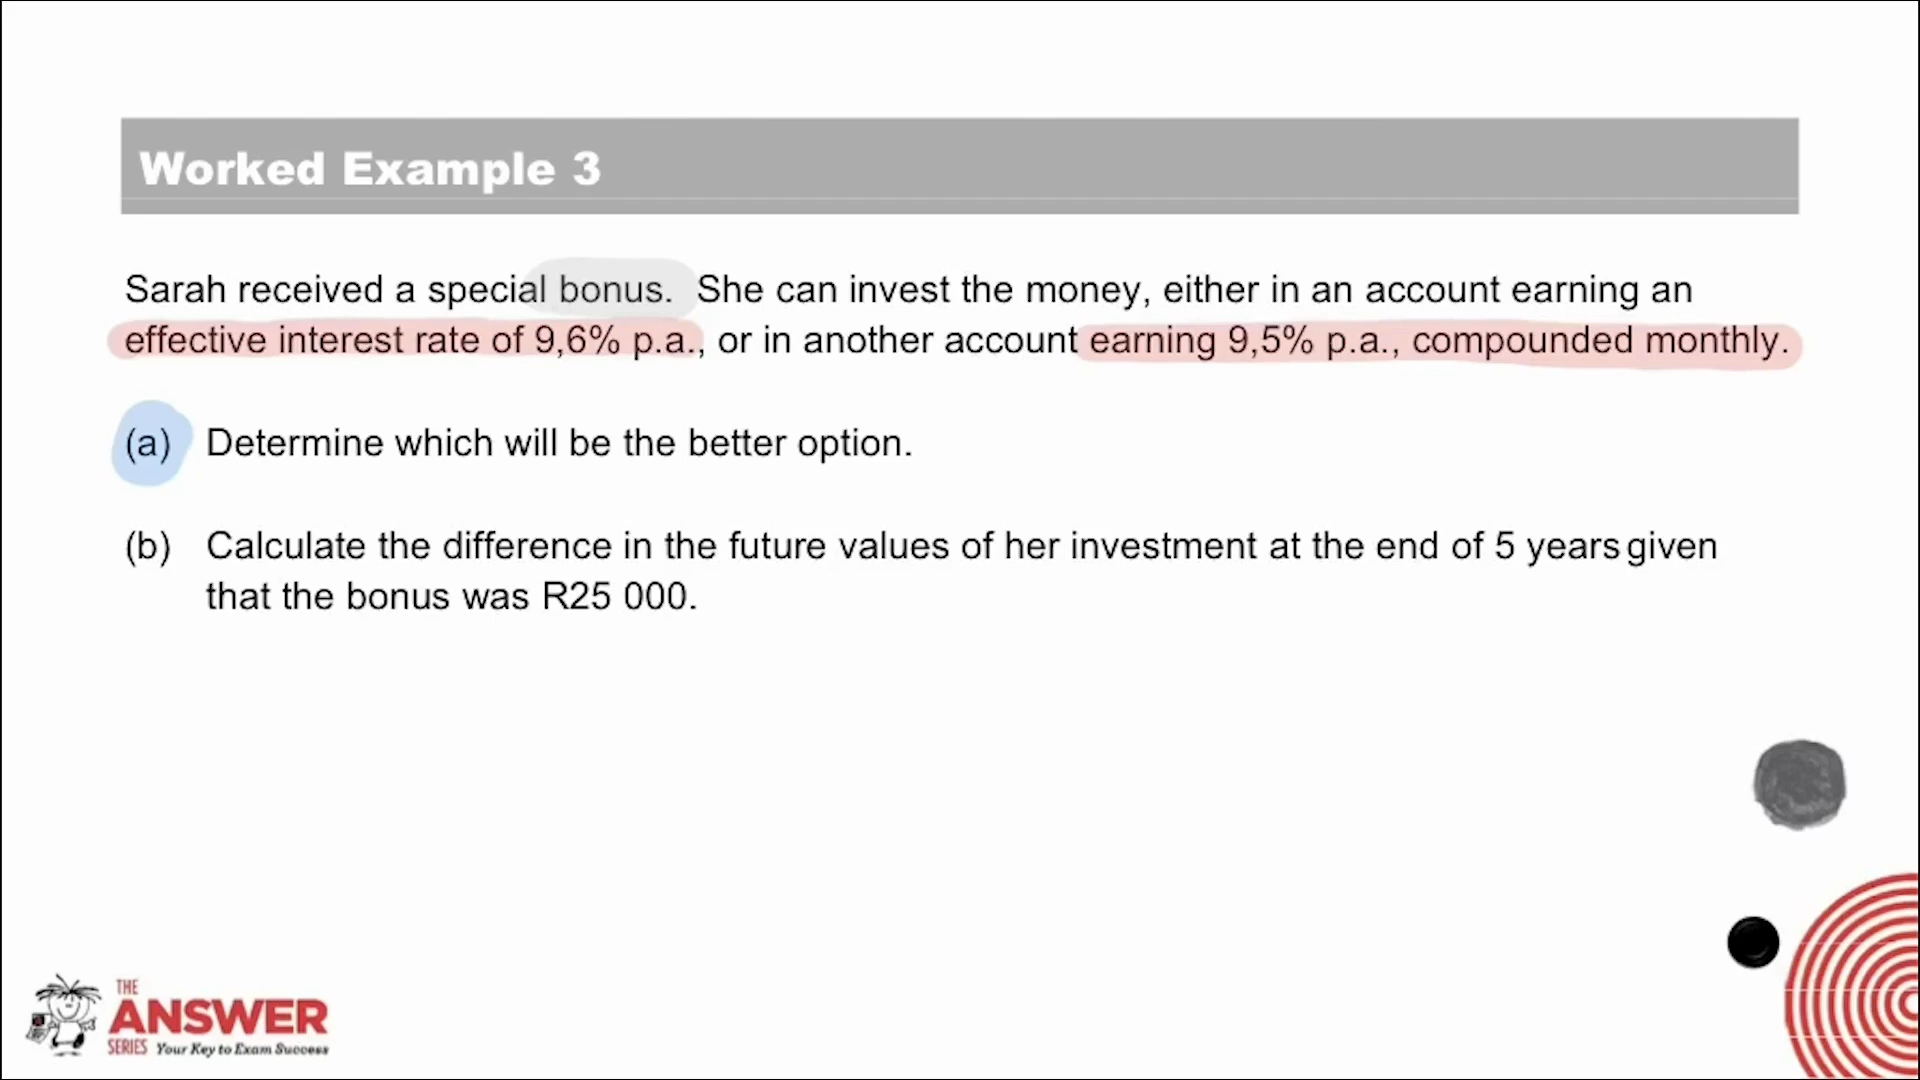 Worked Example 3
Sarah received a special bonus. She can invest the money, either in an account earning an
effective interest rate of 9,6% p.a., or in another account earning 9,5% p.a., compounded monthly.
(a) Determine which will be the better option.
(b) Calculate the difference in the future values of her investment at the end of 5 years given
that the bonus was R25 000.
THE
ANSWER
SERIES Your Key to Exam Success